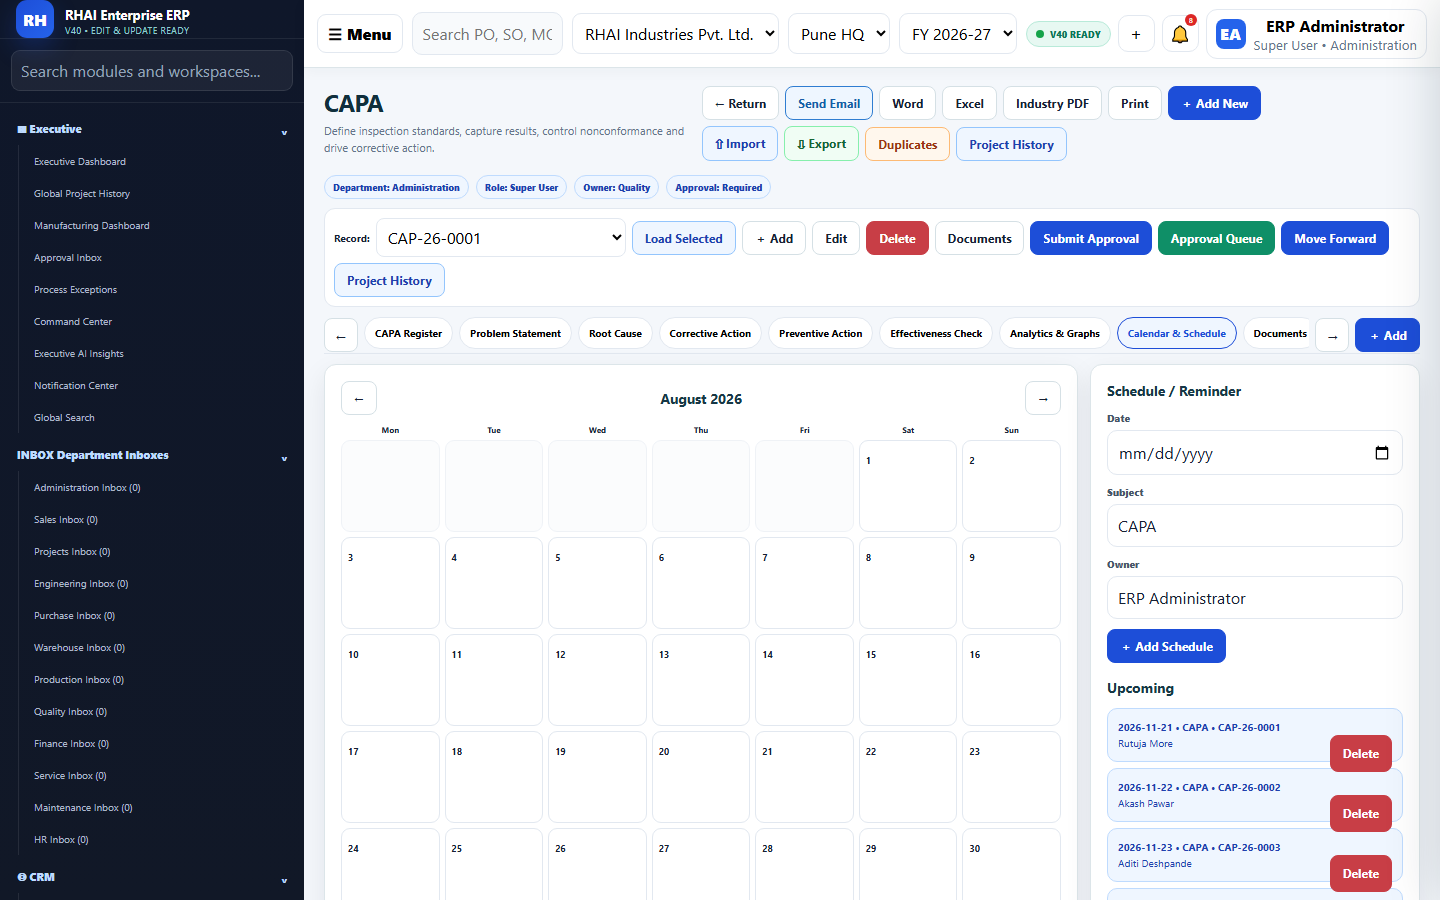 RH
RHAI Enterprise ERP
V40 • EDIT & UPDATE READY
Search modules and workspaces...
Executive
Executive Dashboard
Global Project History
Manufacturing Dashboard
Approval Inbox
Process Exceptions
Command Center
Executive AI Insights
Notification Center
Global Search
INBOX Department Inboxes
Administration Inbox (0)
Sales Inbox (0)
Projects Inbox (0)
Engineering Inbox (0)
Purchase Inbox (0)
Warehouse Inbox (0)
Production Inbox (0)
Quality Inbox (0)
Finance Inbox (0)
Service Inbox (0)
Maintenance Inbox (0)
HR Inbox (0)
CRM
☰ Menu
Search PO, SO, MO
RHAI Industries Pvt. Ltd.
Pune HQ
FY 2026-27
V40 READY
+
8
EA
ERP Administrator
Super User • Administration
CAPA
Define inspection standards, capture results, control nonconformance and
drive corrective action.
← Return
Send Email
Word
Excel
Industry PDF
Print
+ Add New
⇧ Import
⇩ Export
Duplicates
Project History
Department: Administration
Role: Super User
Owner: Quality
Approval: Required
Record:
CAP-26-0001
Load Selected
+ Add
Edit
Delete
Documents
Submit Approval
Approval Queue
Move Forward
Project History
←
CAPA Register
Problem Statement
Root Cause
Corrective Action
Preventive Action
Effectiveness Check
Analytics & Graphs
Calendar & Schedule
Documents
→
+ Add
←
August 2026
→
Mon Tue Wed Thu Fri Sat Sun
1 2
3 4 5 6 7 8 9
10 11 12 13 14 15 16
17 18 19 20 21 22 23
24 25 26 27 28 29 30
Schedule / Reminder
Date
mm/dd/yyyy
Subject
CAPA
Owner
ERP Administrator
+ Add Schedule
Upcoming
2026-11-21 • CAPA • CAP-26-0001
Rutuja More
Delete
2026-11-22 • CAPA • CAP-26-0002
Akash Pawar
Delete
2026-11-23 • CAPA • CAP-26-0003
Aditi Deshpande
Delete